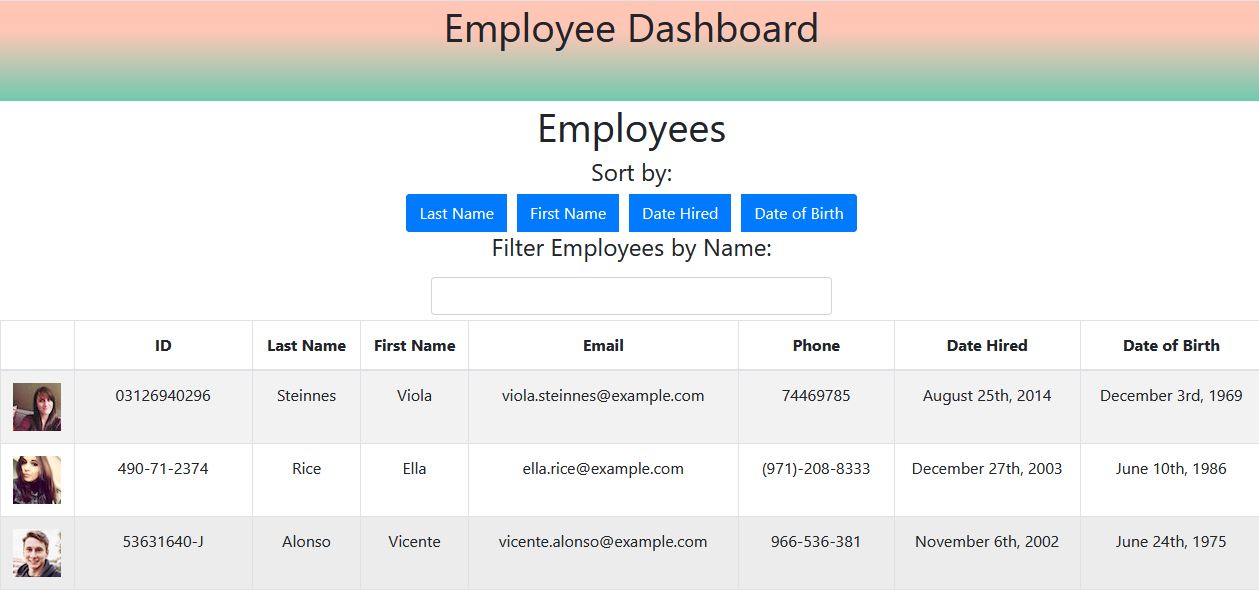 Employee Dashboard
Employees
Sort by:
Last Name First Name Date Hired Date of Birth
Filter Employees by Name:
ID Last Name First Name Email Phone Date Hired Date of Birth
03126940296 Steinnes Viola viola.steinnes@example.com 74469785 August 25th, 2014 December 3rd, 1969
490-71-2374 Rice Ella ella.rice@example.com (971)-208-8333 December 27th, 2003 June 10th, 1986
53631640-J Alonso Vicente vicente.alonso@example.com 966-536-381 November 6th, 2002 June 24th, 1975